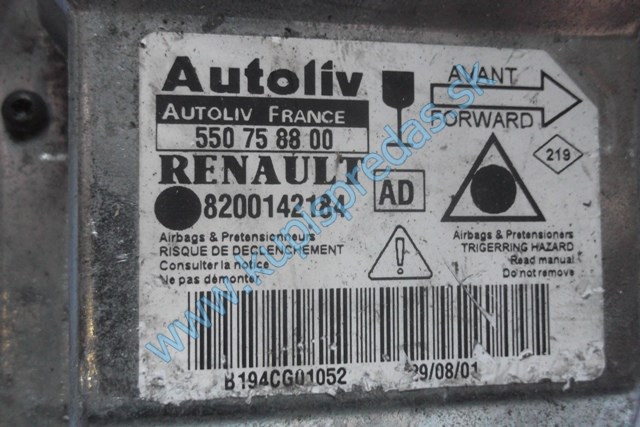 Autoliv
AUTOLIV FRANCE
550 75 88 00
RENAULT
8200142184
AD
AVANT
FORWARD
219
Airbags & Pretensionneurs
RISQUE DE DECLENCHEMENT
Consulter la notice
Ne pas démonter
Airbags & Pretensioners
TRIGERRING HAZARD
Read manual
Do not remove
B194CG01052
29/08/01
www.kupispredas.sk